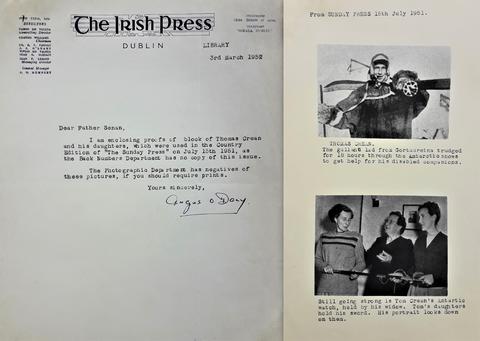 The Irish Press
DUBLIN
LIBRARY
3rd March 1952
Dear Father Senan,
I am enclosing proofs of block of Thomas Crean
and his daughters, which were used in the Country
Edition of "The Sunday Press" on July 15th 1951,
as the Back Numbers Department has no copy of this issue.
The Photographic Department has negatives of
these pictures, if you should require prints.
Yours sincerely,
From SUNDAY PRESS 15th July 1951.
THOMAS CREAN.
The gallant lad from Gortacurrins trudged
for 18 hours through the Antarctic snows
to get help for his disabled companions.
Still going strong is Tom Crean's Antartic
watch, held by his widow. Tom's daughters
hold his sword. His portrait looks down
on them.